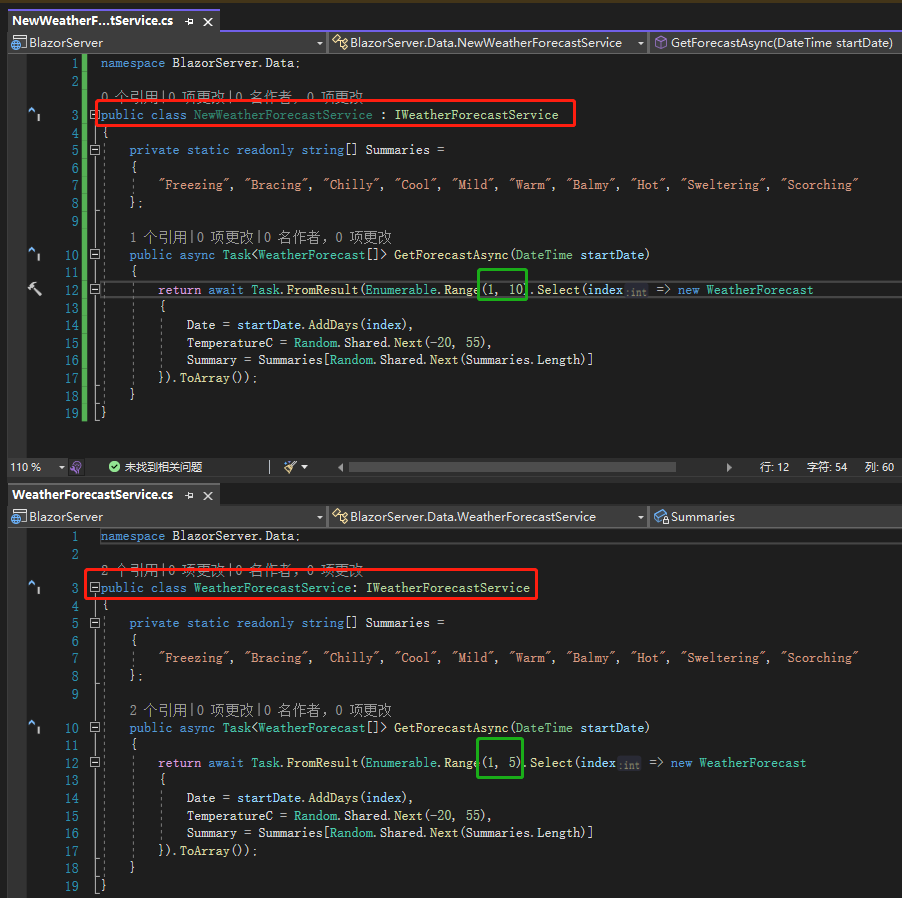 NewWeatherF...tService.cs
BlazorServer
BlazorServer.Data.NewWeatherForecastService
GetForecastAsync(DateTime startDate)
1 namespace BlazorServer.Data;
2
0 个引用|0 项更改|0 名作者，0 项更改
3 public class NewWeatherForecastService : IWeatherForecastService
4 {
5 private static readonly string[] Summaries =
6 {
7 "Freezing", "Bracing", "Chilly", "Cool", "Mild", "Warm", "Balmy", "Hot", "Sweltering", "Scorching"
8 };
9
1 个引用|0 项更改|0 名作者，0 项更改
10 public async Task<WeatherForecast[]> GetForecastAsync(DateTime startDate)
11 {
12 return await Task.FromResult(Enumerable.Range(1, 10).Select(index:int => new WeatherForecast
13 {
14 Date = startDate.AddDays(index),
15 TemperatureC = Random.Shared.Next(-20, 55),
16 Summary = Summaries[Random.Shared.Next(Summaries.Length)]
17 }).ToArray());
18 }
19 }
110 % 未找到相关问题 行: 12 字符: 54 列: 60
WeatherForecastService.cs
BlazorServer
BlazorServer.Data.WeatherForecastService
Summaries
1 namespace BlazorServer.Data;
2
2 个引用|0 项更改|0 名作者，0 项更改
3 public class WeatherForecastService: IWeatherForecastService
4 {
5 private static readonly string[] Summaries =
6 {
7 "Freezing", "Bracing", "Chilly", "Cool", "Mild", "Warm", "Balmy", "Hot", "Sweltering", "Scorching"
8 };
9
2 个引用|0 项更改|0 名作者，0 项更改
10 public async Task<WeatherForecast[]> GetForecastAsync(DateTime startDate)
11 {
12 return await Task.FromResult(Enumerable.Range(1, 5).Select(index:int => new WeatherForecast
13 {
14 Date = startDate.AddDays(index),
15 TemperatureC = Random.Shared.Next(-20, 55),
16 Summary = Summaries[Random.Shared.Next(Summaries.Length)]
17 }).ToArray());
18 }
19 }